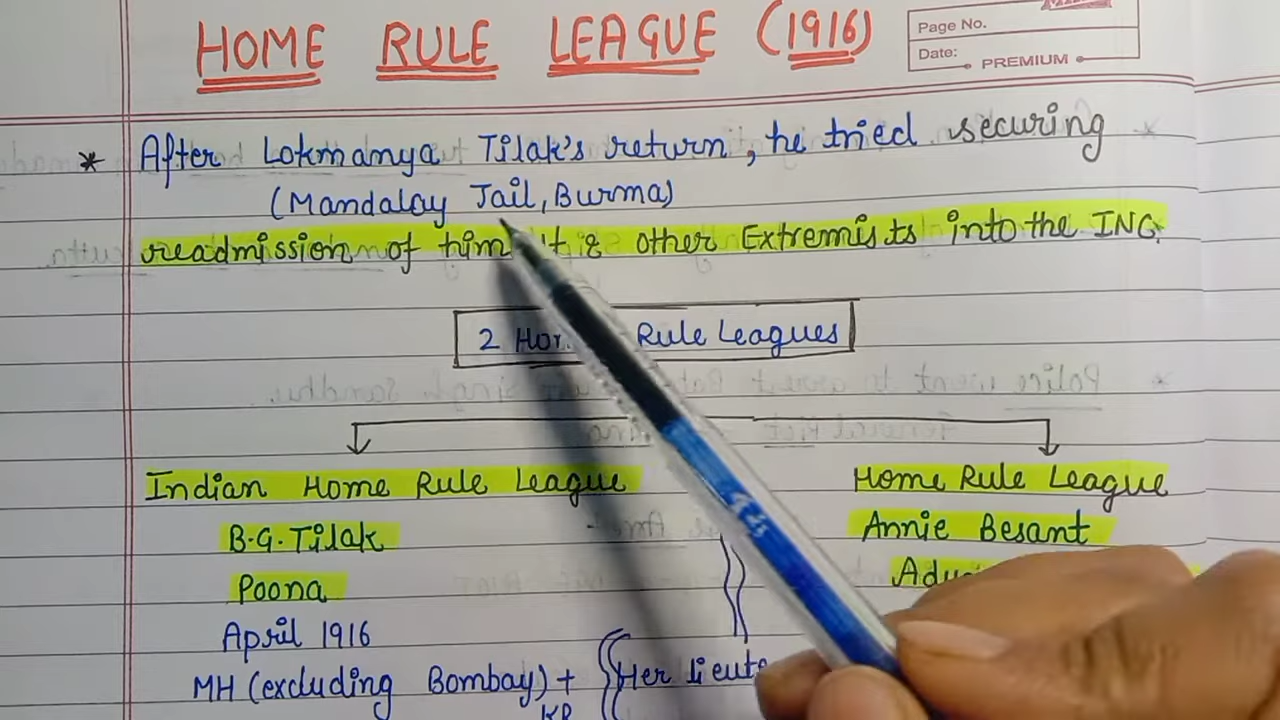 HOME RULE LEAGUE (1916)
Page No.
Date:
PREMIUM
* After Lokmanya Tilak's return, he tried securing
(Mandalay Jail, Burma)
readmission of him & other Extremists into the INC.
2 Rule Leagues
Indian Home Rule League
Home Rule League
B.G. Tilak
Annie Besant
Poona
April 1916
MH (excluding Bombay) +
Her